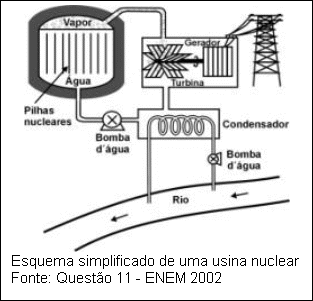 Vapor
Gerador
Água
Turbina
Pilhas
nucleares
Bomba
d´água
Condensador
Bomba
d´água
Rio
Esquema simplificado de uma usina nuclear
Fonte: Questão 11 - ENEM 2002